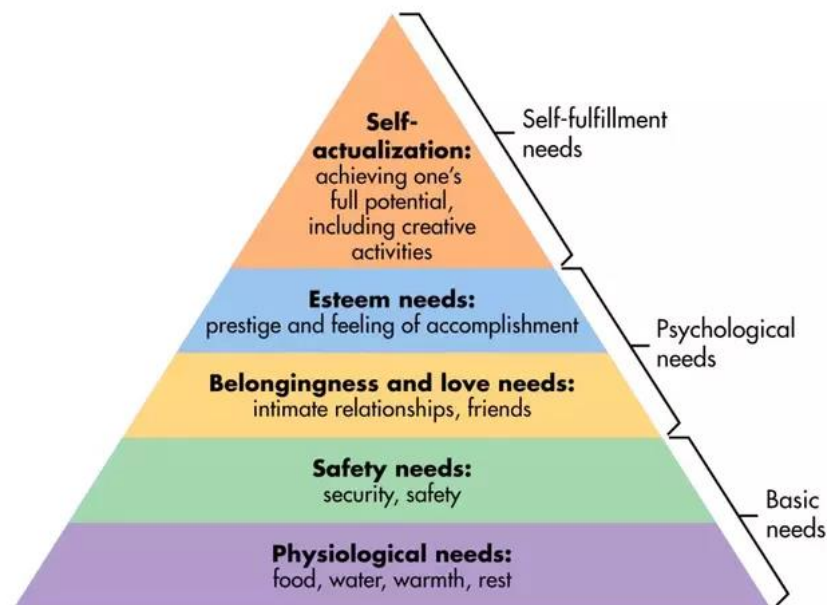 Self-
actualization:
achieving one's
full potential,
including creative
activities
Self-fulfillment
needs
Esteem needs:
prestige and feeling of accomplishment
Psychological
needs
Belongingness and love needs:
intimate relationships, friends
Safety needs:
security, safety
Basic
needs
Physiological needs:
food, water, warmth, rest